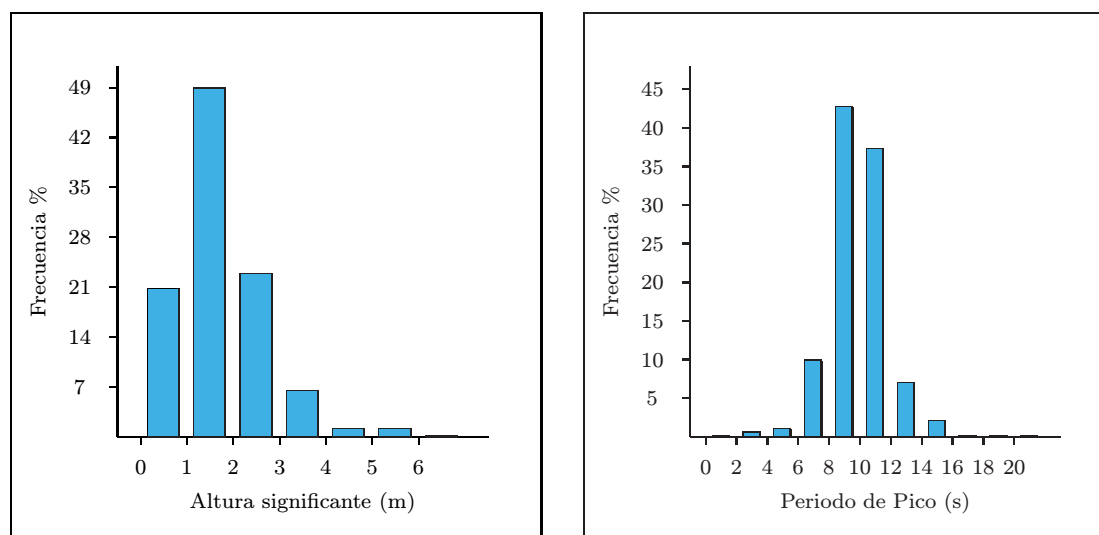 49
42
35
28
21
14
7
Frecuencia %
0 1 2 3 4 5 6
Altura significante (m)
45
40
35
30
25
20
15
10
5
Frecuencia %
0 2 4 6 8 10 12 14 16 18 20
Periodo de Pico (s)